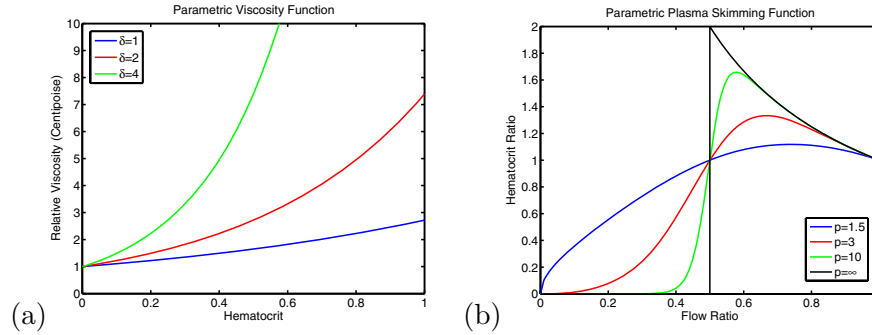 Parametric Viscosity Function
10
9
8
7
6
5
4
3
2
1
0
Relative Viscosity (Centipoise)
δ=1
δ=2
δ=4
0
0.2
0.4
0.6
0.8
1
Hematocrit
(a)
Parametric Plasma Skimming Function
2
1.8
1.6
1.4
1.2
1
0.8
0.6
0.4
0.2
0
Hematocrit Ratio
p=1.5
p=3
p=10
p=∞
0
0.2
0.4
0.6
0.8
Flow Ratio
(b)